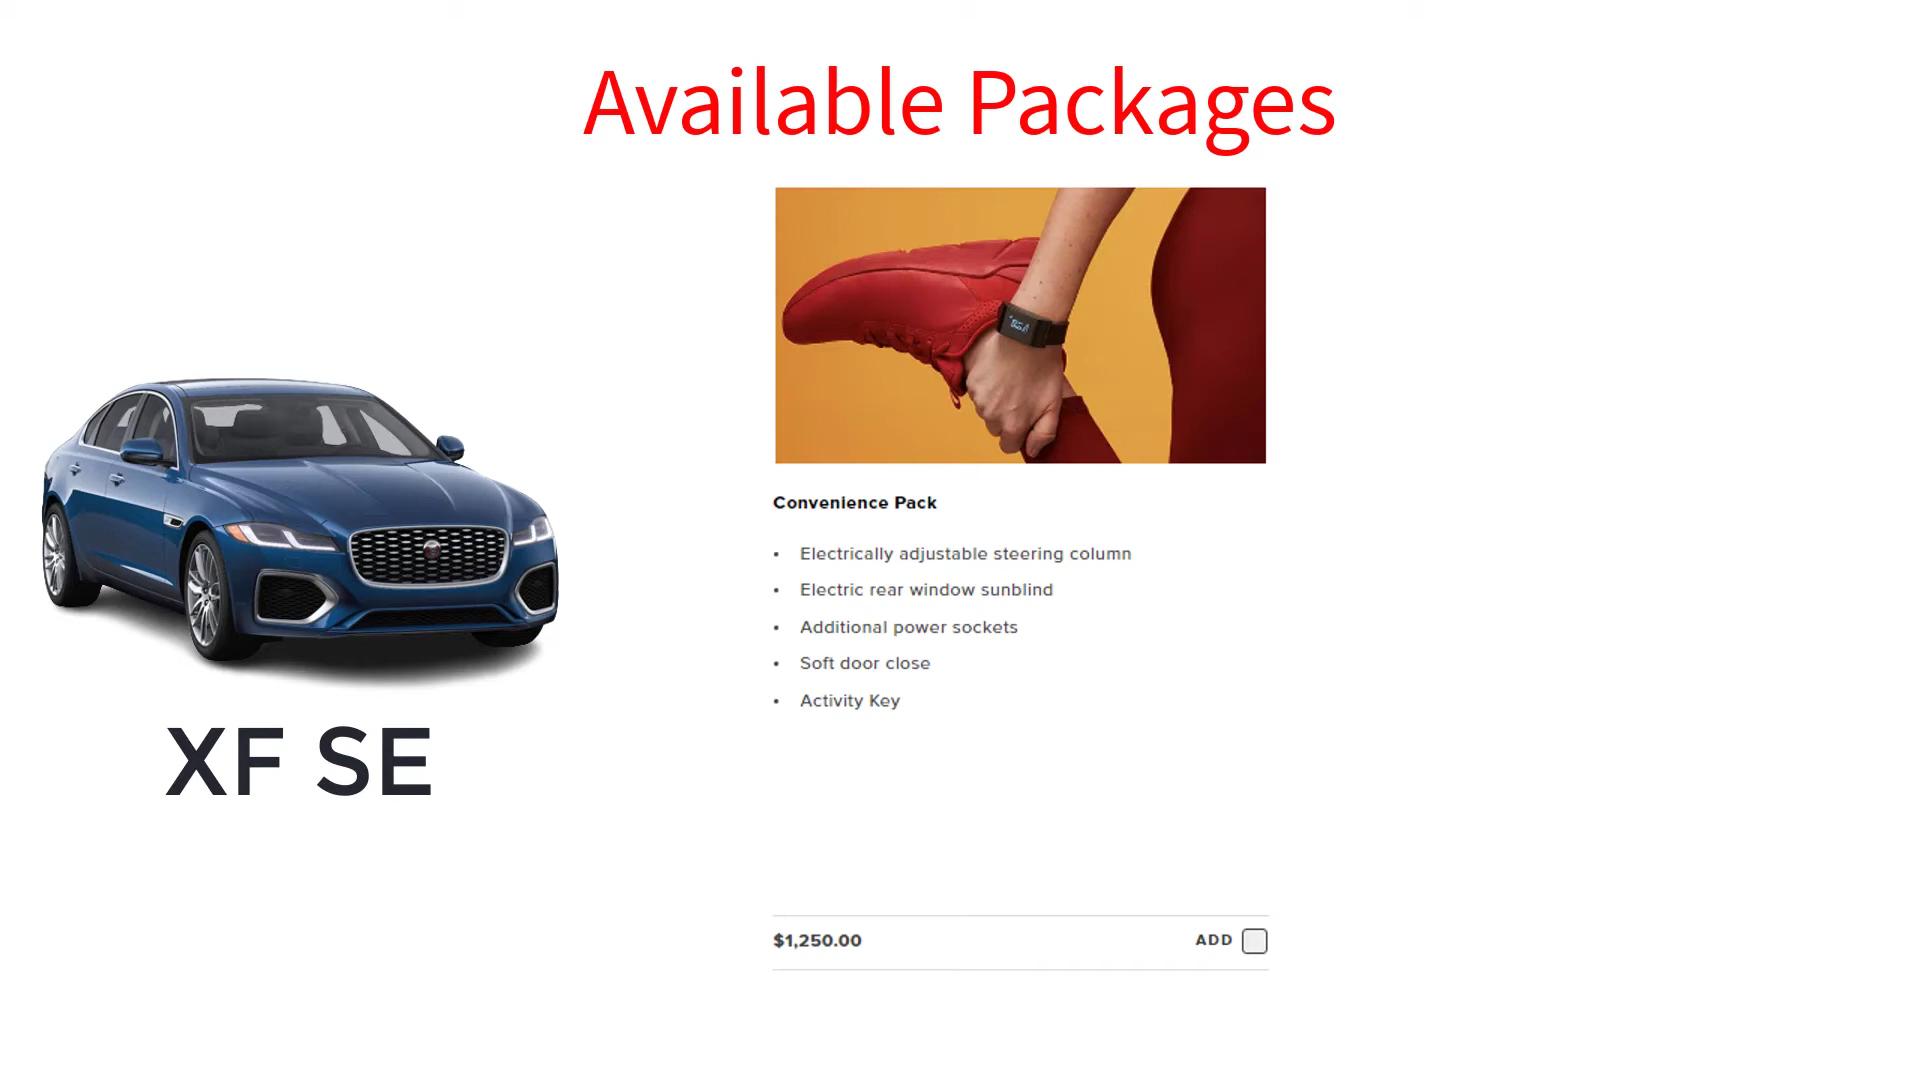 Available Packages
Convenience Pack
• Electrically adjustable steering column
• Electric rear window sunblind
• Additional power sockets
• Soft door close
• Activity Key
XF SE
$1,250.00
ADD